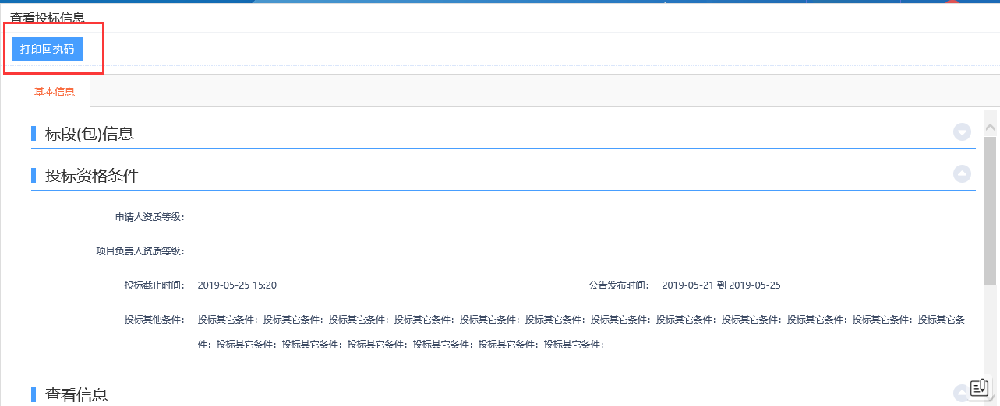 查看投标信息
打印回执码
基本信息
标段(包)信息
投标资格条件
申请人资质等级：
项目负责人资质等级：
投标截止时间： 2019-05-25 15:20 公告发布时间： 2019-05-21 到 2019-05-25
投标其他条件： 投标其它条件；投标其它条件；投标其它条件；投标其它条件；投标其它条件；投标其它条件；投标其它条件；投标其它条件；投标其它条件；投标其它条件；投标其它条件；投标其它条
件；投标其它条件；投标其它条件；投标其它条件；投标其它条件；投标其它条件；投标其它条件；
查看信息